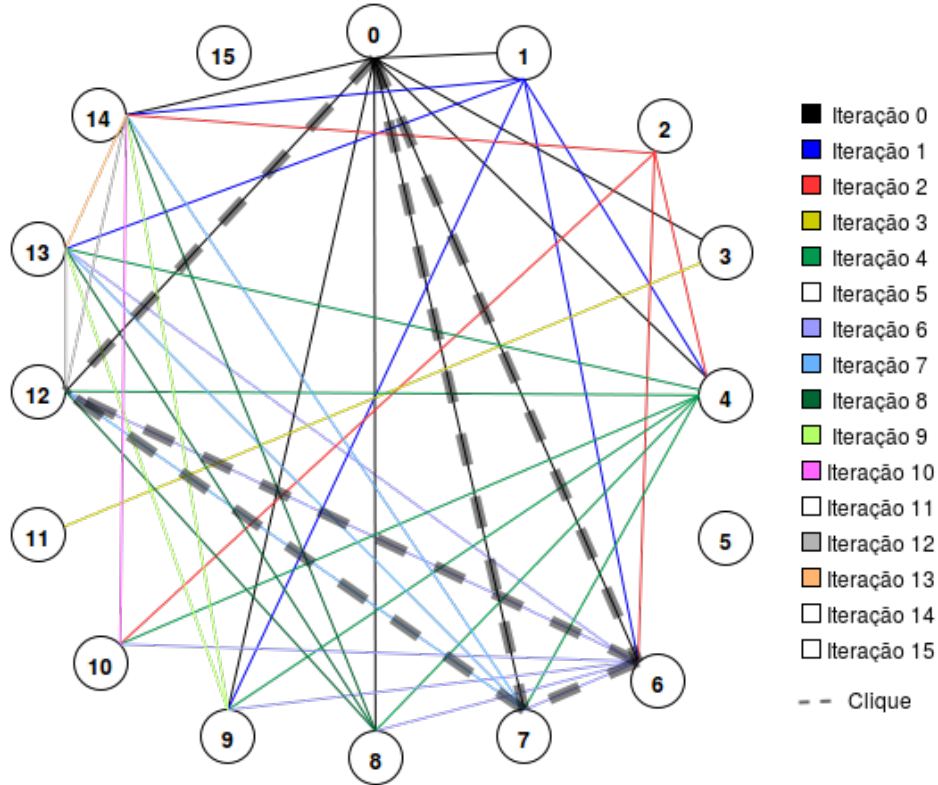 0
1
2
3
4
5
6
7
8
9
10
11
12
13
14
15
Iteração 0
Iteração 1
Iteração 2
Iteração 3
Iteração 4
Iteração 5
Iteração 6
Iteração 7
Iteração 8
Iteração 9
Iteração 10
Iteração 11
Iteração 12
Iteração 13
Iteração 14
Iteração 15
Clique